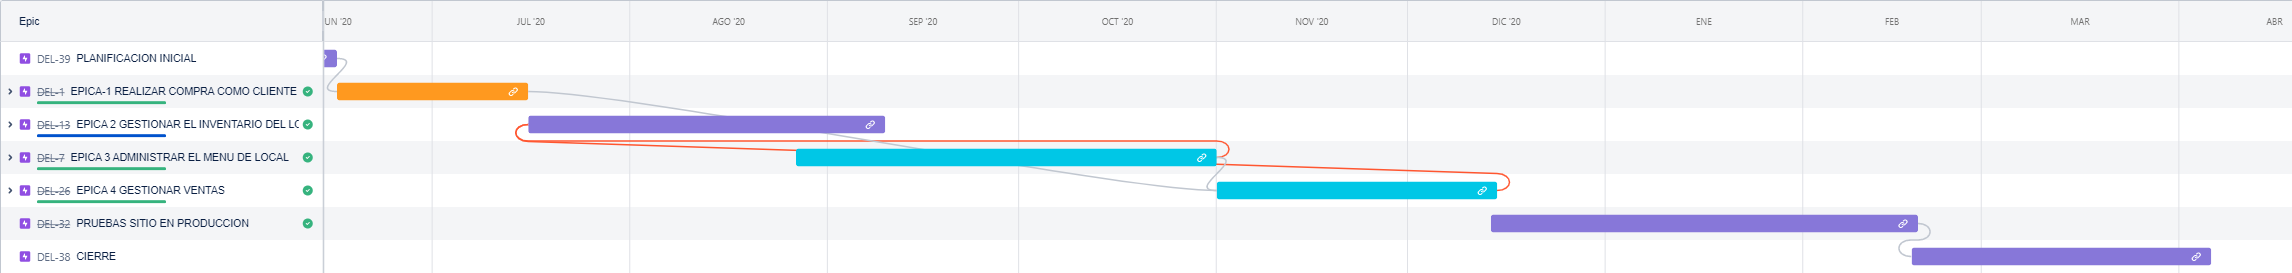 Epic
UN '20 JUL '20 AGO '20 SEP '20 OCT '20 NOV '20 DIC '20 ENE FEB MAR ABR
DEL-39 PLANIFICACION INICIAL
DEL-1 EPICA-1 REALIZAR COMPRA COMO CLIENTE
DEL-13 EPICA 2 GESTIONAR EL INVENTARIO DEL LO
DEL-7 EPICA 3 ADMINISTRAR EL MENU DE LOCAL
DEL-26 EPICA 4 GESTIONAR VENTAS
DEL-32 PRUEBAS SITIO EN PRODUCCION
DEL-38 CIERRE